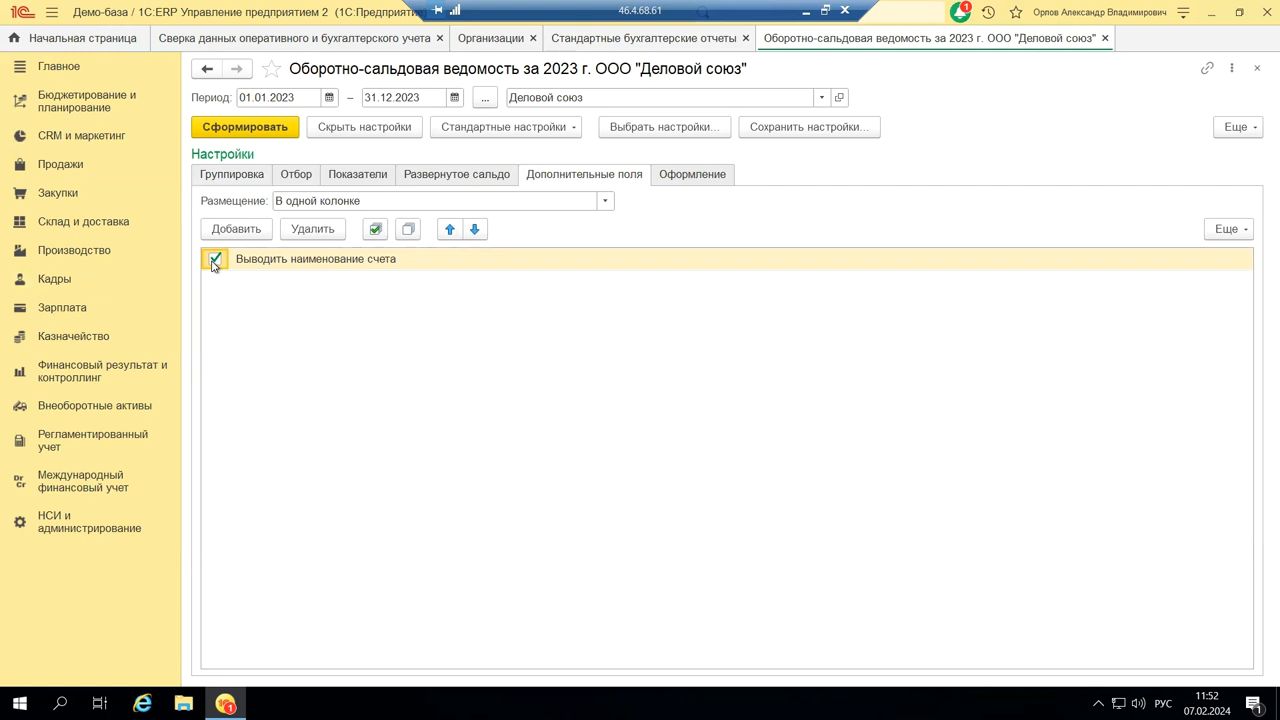 Демо-база / 1С:ERP Управление предприятием 2 (1С:Предприяти
46.4.68.61
1
Орлов Александр Владимирович
Начальная страница
Сверка данных оперативного и бухгалтерского учета ×
Организации ×
Стандартные бухгалтерские отчеты ×
Оборотно-сальдовая ведомость за 2023 г. ООО "Деловой союз" ×
Главное
Бюджетирование и
планирование
CRM и маркетинг
Продажи
Закупки
Склад и доставка
Производство
Кадры
Зарплата
Казначейство
Финансовый результат и
контроллинг
Внеоборотные активы
Регламентированный
учет
Международный
финансовый учет
НСИ и
администрирование
Оборотно-сальдовая ведомость за 2023 г. ООО "Деловой союз"
Период: 01.01.2023 – 31.12.2023 ... Деловой союз
Сформировать
Скрыть настройки
Стандартные настройки
Выбрать настройки...
Сохранить настройки...
Еще
Настройки
Группировка
Отбор
Показатели
Развернутое сальдо
Дополнительные поля
Оформление
Размещение: В одной колонке
Добавить
Удалить
Еще
Выводить наименование счета
РУС
11:52
07.02.2024
1